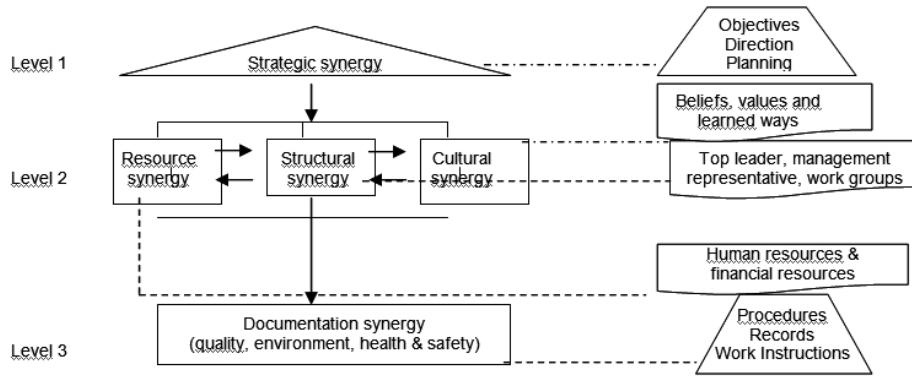 Objectives
Direction
Planning
Level 1
Strategic synergy
Beliefs, values and
learned ways
Resource
synergy
Structural
synergy
Cultural
synergy
Level 2
Top leader, management
representative, work groups
Human resources &
financial resources
Documentation synergy
(quality, environment, health & safety)
Level 3
Procedures
Records
Work Instructions